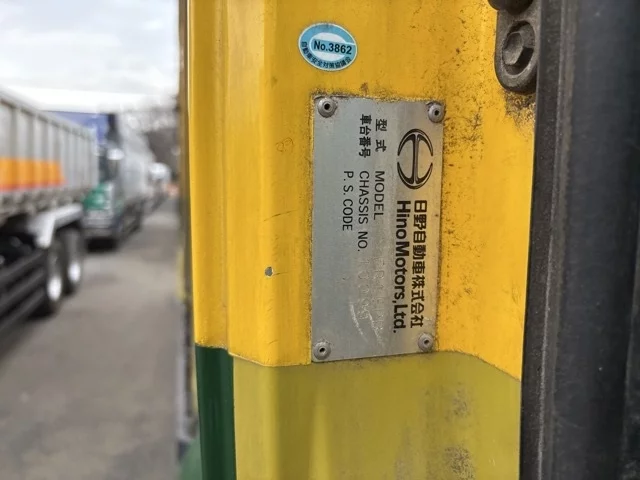 No.3862
日野自動車株式会社
Hino Motors, Ltd.
型式 MODEL
車台番号 CHASSIS NO.
P. S. CODE